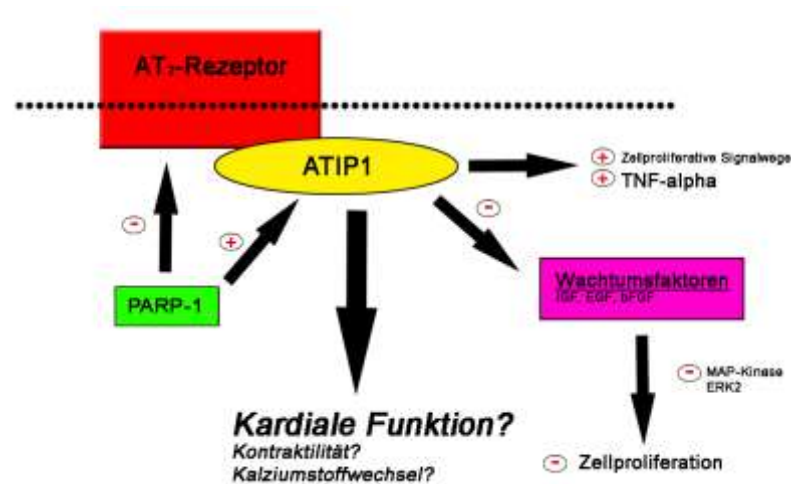 AT₂-Rezeptor
ATIP1
+ Zellproliferative Signalwege
+ TNF-alpha
-
-
+
PARP-1
Wachtumsfaktoren
IGF, EGF, bFGF
- MAP-Kinase
ERK2
Kardiale Funktion?
Kontraktilität?
Kalziumstoffwechsel?
- Zellproliferation